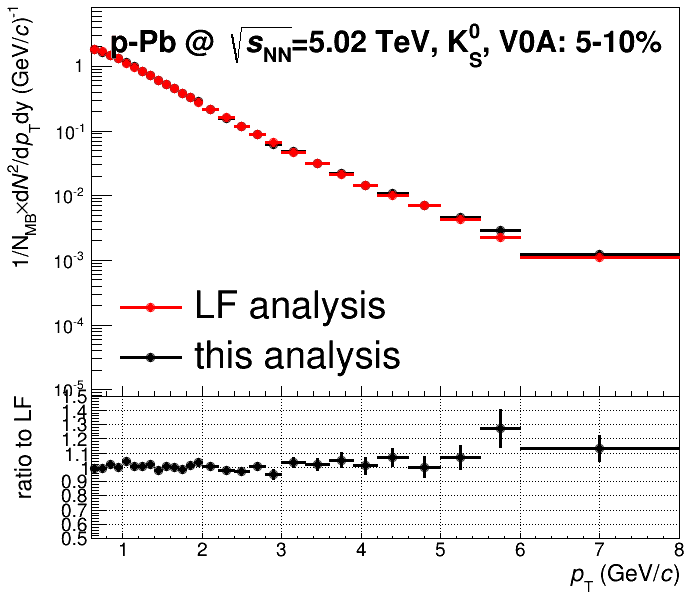 p-Pb @ √sNN=5.02 TeV, K0S, V0A: 5-10%
1/NMB×dN2/dpTdy (GeV/c)-1
1
10-1
10-2
10-3
10-4
10-5
LF analysis
this analysis
ratio to LF
1.5
1.4
1.3
1.2
1.1
1
0.9
0.8
0.7
0.6
0.5
1 2 3 4 5 6 7 8
pT (GeV/c)